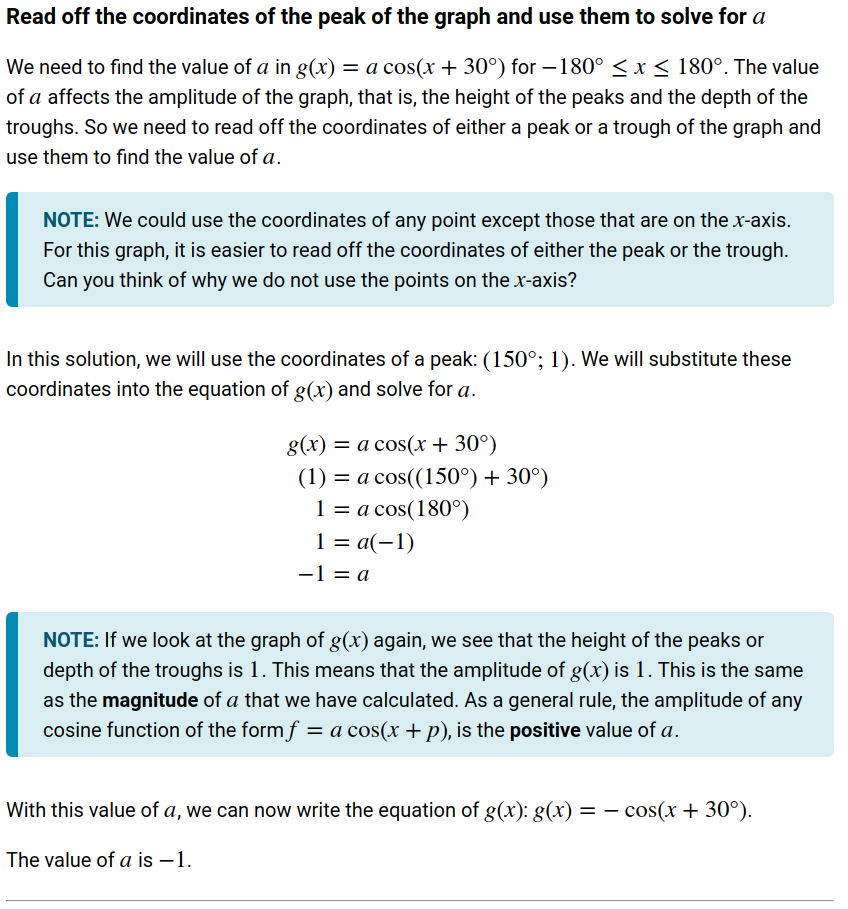 Read off the coordinates of the peak of the graph and use them to solve for a
We need to find the value of a in g(x) = a cos(x + 30°) for −180° ≤ x ≤ 180°. The value
of a affects the amplitude of the graph, that is, the height of the peaks and the depth of the
troughs. So we need to read off the coordinates of either a peak or a trough of the graph and
use them to find the value of a.
NOTE: We could use the coordinates of any point except those that are on the x-axis.
For this graph, it is easier to read off the coordinates of either the peak or the trough.
Can you think of why we do not use the points on the x-axis?
In this solution, we will use the coordinates of a peak: (150°; 1). We will substitute these
coordinates into the equation of g(x) and solve for a.
g(x) = a cos(x + 30°)
(1) = a cos((150°) + 30°)
1 = a cos(180°)
1 = a(−1)
−1 = a
NOTE: If we look at the graph of g(x) again, we see that the height of the peaks or
depth of the troughs is 1. This means that the amplitude of g(x) is 1. This is the same
as the magnitude of a that we have calculated. As a general rule, the amplitude of any
cosine function of the form f = a cos(x + p), is the positive value of a.
With this value of a, we can now write the equation of g(x): g(x) = − cos(x + 30°).
The value of a is −1.